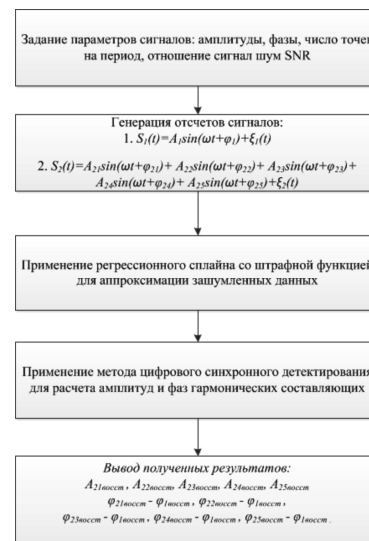 Задание параметров сигналов: амплитуды, фазы, число точек
на период, отношение сигнал шум SNR
Генерация отсчетов сигналов:
1. S₁(t)=A₁sin(ωt+φ₁)+ξ₁(t)
2. S₂(t)=A₂₁sin(ωt+φ₂₁)+ A₂₂sin(ωt+φ₂₂)+ A₂₃sin(ωt+φ₂₃)+
A₂₄sin(ωt+φ₂₄)+ A₂₅sin(ωt+φ₂₅)+ξ₂(t)
Применение регрессионного сплайна со штрафной функцией
для аппроксимации зашумленных данных
Применение метода цифрового синхронного детектирования
для расчета амплитуд и фаз гармонических составляющих
Вывод полученных результатов:
A21восст , A22восст, A23восст, A24восст, A25восст
φ21восст - φ1восст , φ22восст - φ1восст ,
φ23восст - φ1восст , φ24восст - φ1восст , φ25восст - φ1восст .